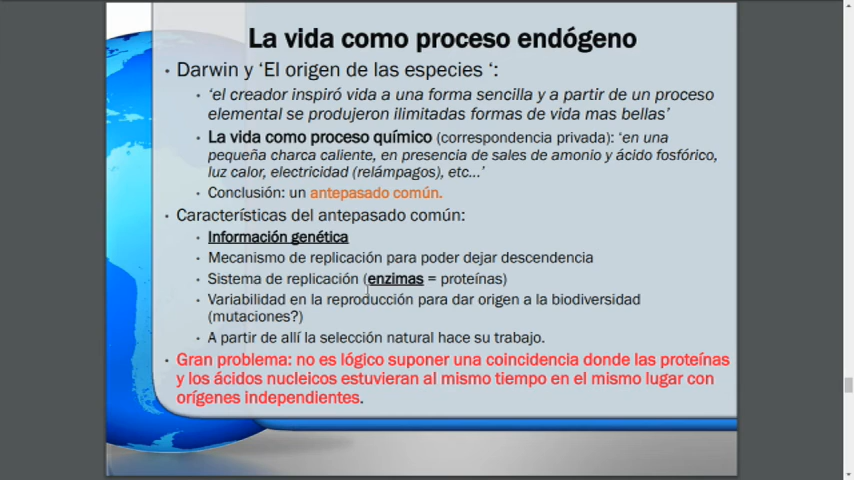 La vida como proceso endógeno
• Darwin y ‘El origen de las especies ‘:
• ‘el creador inspiró vida a una forma sencilla y a partir de un proceso
elemental se produjeron ilimitadas formas de vida mas bellas’
• La vida como proceso químico (correspondencia privada): ‘en una
pequeña charca caliente, en presencia de sales de amonio y ácido fosfórico,
luz calor, electricidad (relámpagos), etc...’
• Conclusión: un antepasado común.
• Características del antepasado común:
• Información genética
• Mecanismo de replicación para poder dejar descendencia
• Sistema de replicación (enzimas = proteínas)
• Variabilidad en la reproducción para dar origen a la biodiversidad
(mutaciones?)
• A partir de allí la selección natural hace su trabajo.
• Gran problema: no es lógico suponer una coincidencia donde las proteínas
y los ácidos nucleicos estuvieran al mismo tiempo en el mismo lugar con
orígenes independientes.